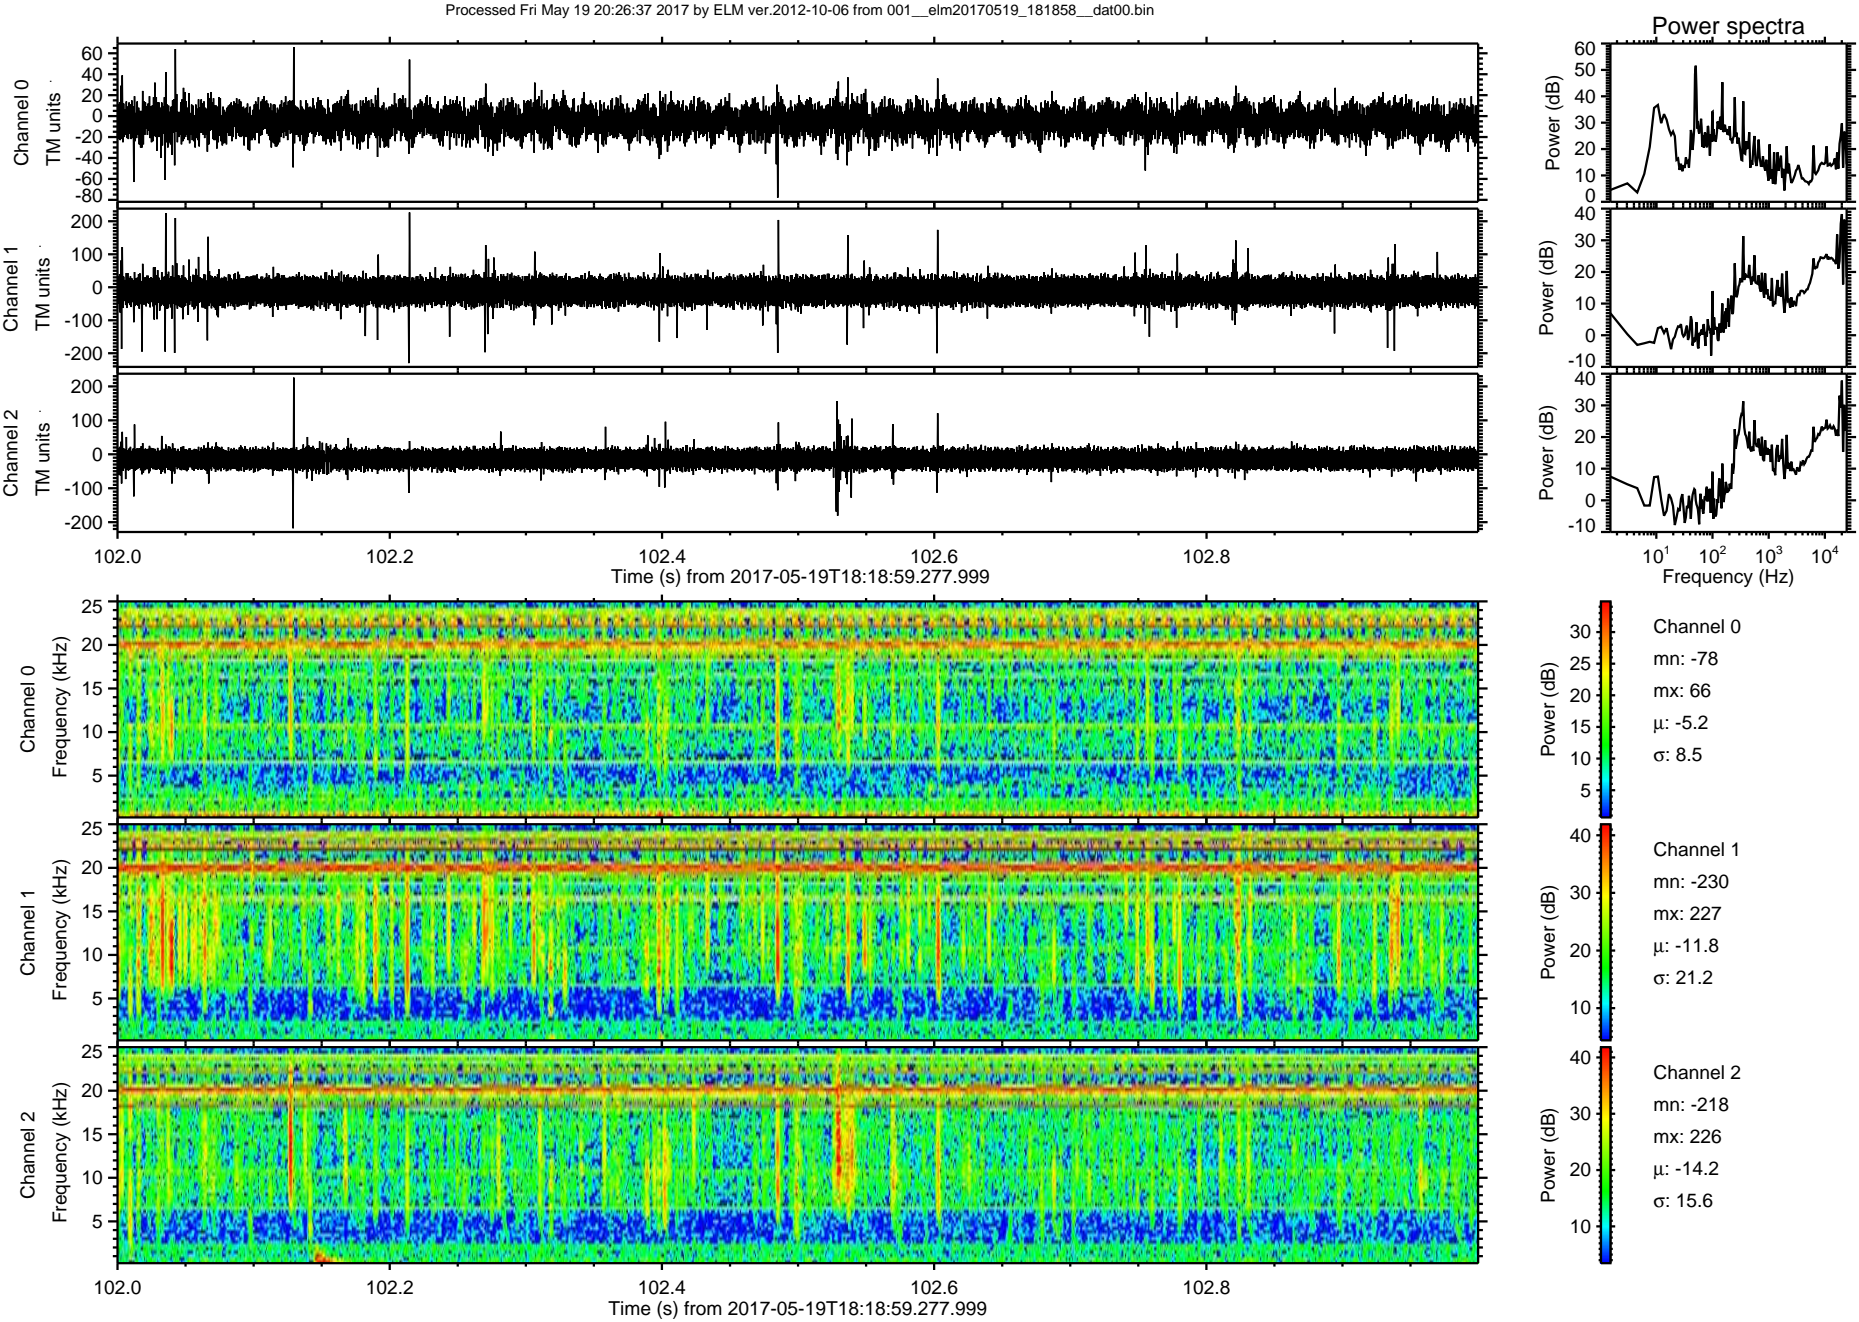 Processed Fri May 19 20:26:37 2017 by ELM ver.2012-10-06 from 001__elm20170519_181858__dat00.bin
Power spectra
Channel 0
TM units
60
40
20
0
-20
-40
-60
-80
Power (dB)
60
50
40
30
20
10
0
Channel 1
TM units
200
100
0
-100
-200
Power (dB)
40
30
20
10
0
-10
Channel 2
TM units
200
100
0
-100
-200
Power (dB)
40
30
20
10
0
-10
102.0 102.2 102.4 102.6 102.8
Time (s) from 2017-05-19T18:18:59.277.999
10¹ 10² 10³ 10⁴
Frequency (Hz)
Channel 0
Frequency (kHz)
25
20
15
10
5
Power (dB)
30
25
20
15
10
5
Channel 0
mn: -78
mx: 66
μ: -5.2
σ: 8.5
Channel 1
Frequency (kHz)
25
20
15
10
5
Power (dB)
40
30
20
10
Channel 1
mn: -230
mx: 227
μ: -11.8
σ: 21.2
Channel 2
Frequency (kHz)
25
20
15
10
5
Power (dB)
40
30
20
10
Channel 2
mn: -218
mx: 226
μ: -14.2
σ: 15.6
102.0 102.2 102.4 102.6 102.8
Time (s) from 2017-05-19T18:18:59.277.999